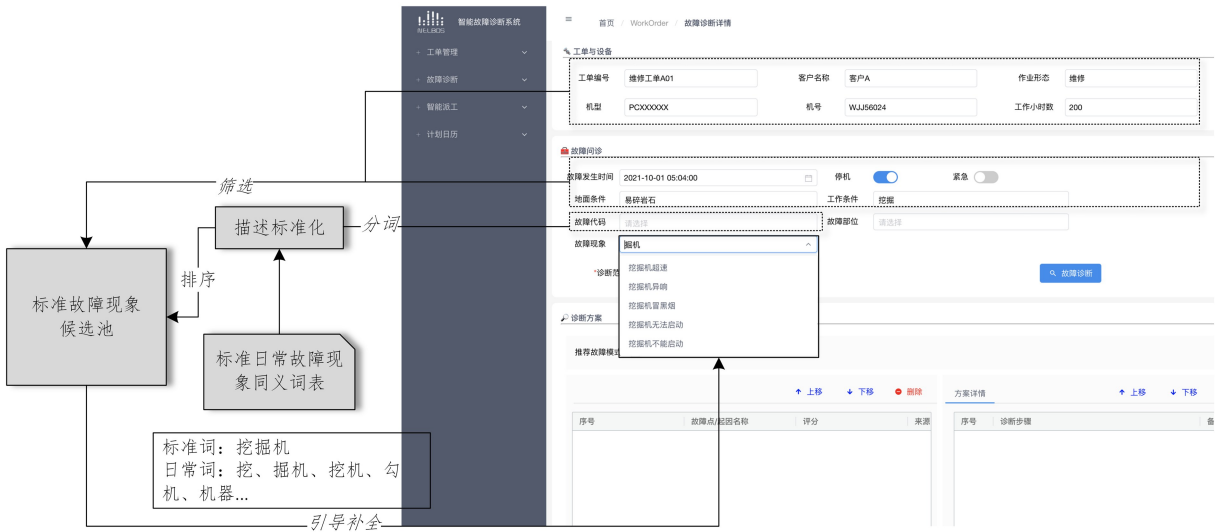 NELBOS
智能故障诊断系统
工单管理
故障诊断
智能派工
计划日历
首页 / WorkOrder / 故障诊断详情
工单与设备
工单编号 维修工单A01 客户名称 客户A 作业形态 维修
机型 PCXXXXXX 机号 WJJ56024 工作小时数 200
故障问诊
故障发生时间 2021-10-01 05:04:00 停机 紧急
地面条件 易碎岩石 工作条件 挖掘
故障代码 请选择 故障部位 请选择
故障现象 掘机
挖掘机超速
挖掘机异响
挖掘机冒黑烟
挖掘机无法启动
挖掘机不能启动
*诊断范
故障诊断
诊断方案
推荐故障模式
上移 下移 删除
方案详情 上移 下移
序号 故障点/起因名称 评分 来源
序号 诊断步骤 备
筛选
描述标准化
分词
排序
标准故障现象
候选池
标准日常故障现
象同义词表
标准词：挖掘机
日常词：挖、掘机、挖机、勾
机、机器...
引导补全